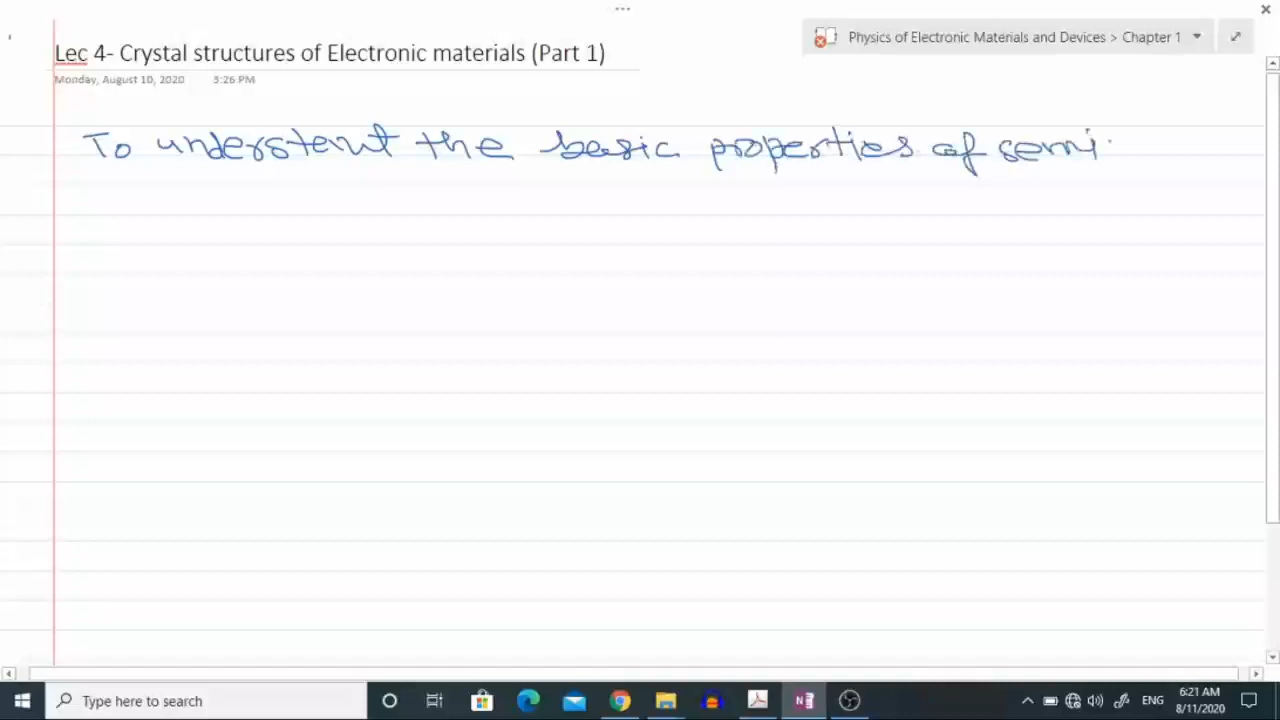 Physics of Electronic Materials and Devices > Chapter 1
Lec 4- Crystal structures of Electronic materials (Part 1)
Monday, August 10, 2020 3:26 PM
To understent the basic properties of semi
Type here to search
ENG
6:21 AM
8/11/2020